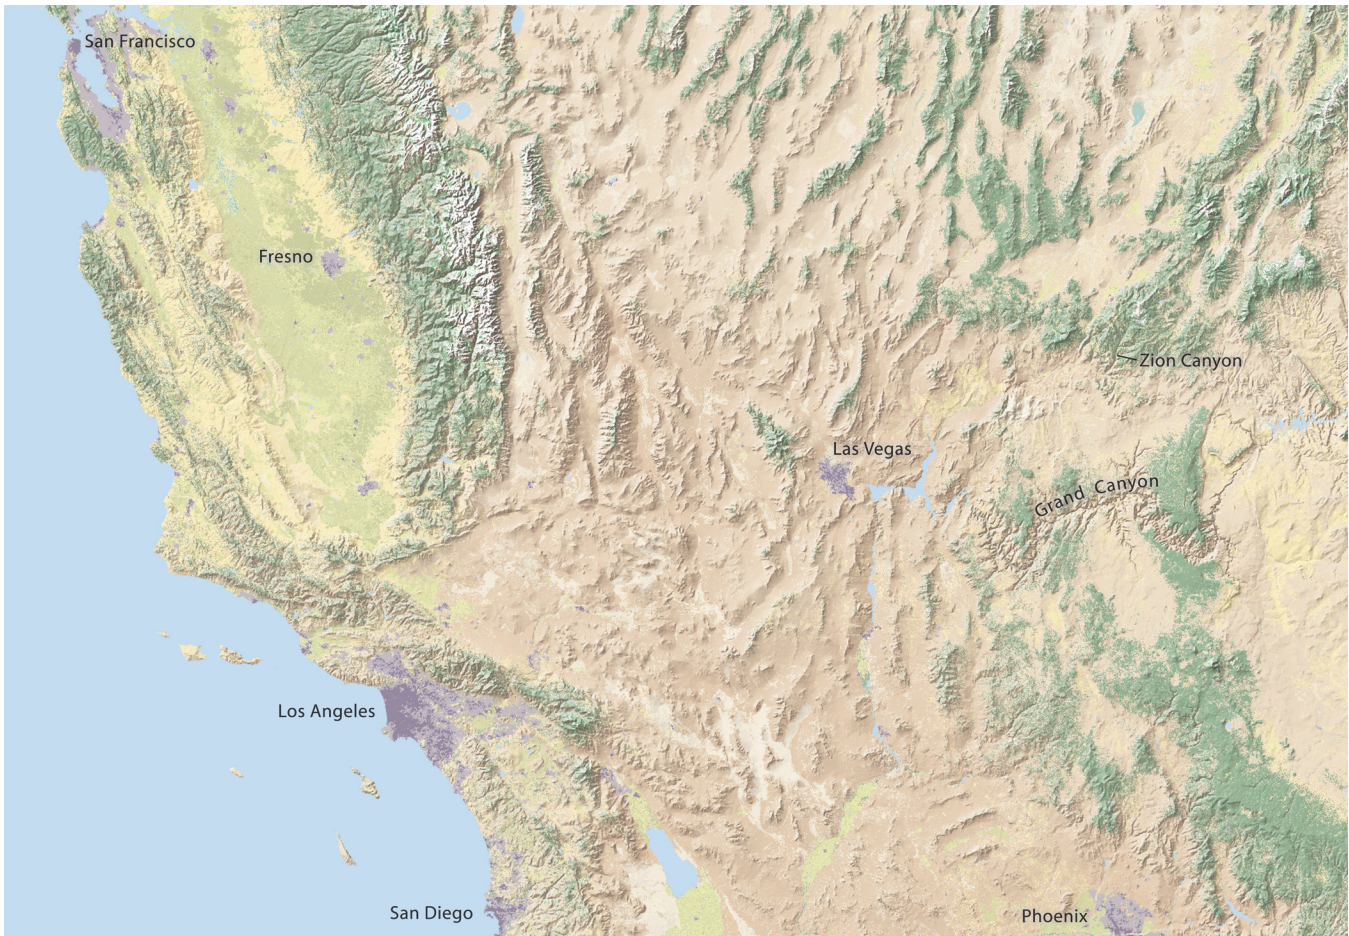 San Francisco
Fresno
Zion Canyon
Las Vegas
Grand Canyon
Los Angeles
San Diego
Phoenix